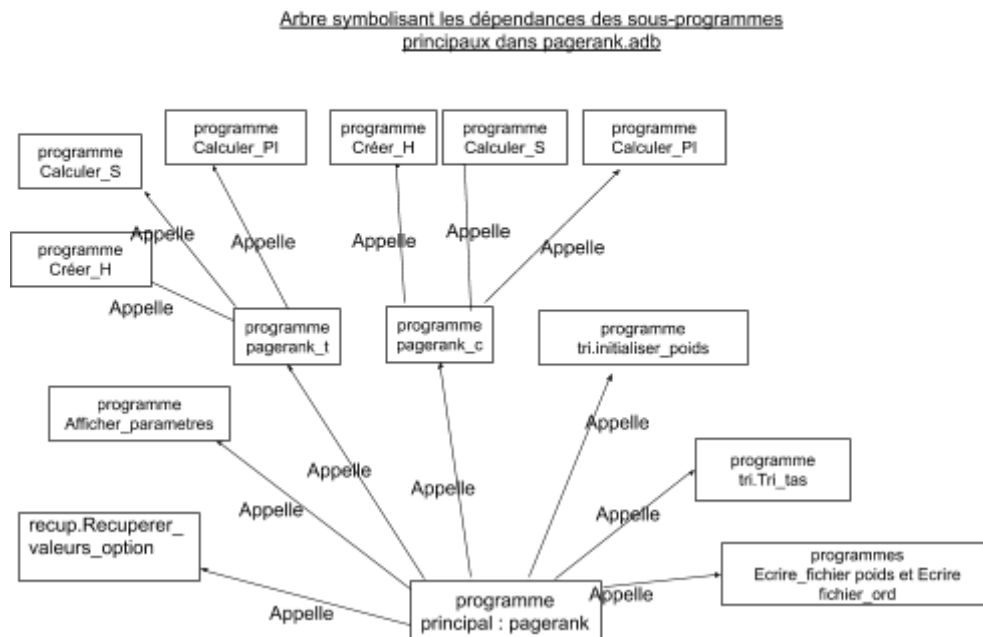 Arbre symbolisant les dépendances des sous-programmes
principaux dans pagerank.adb
programme
Calculer_S
programme
Calculer_PI
programme
Créer_H
programme
Calculer_S
programme
Calculer_PI
programme
Créer_H
Appelle
Appelle
Appelle
Appelle
Appelle
Appelle
programme
pagerank_t
programme
pagerank_c
programme
tri.initialiser_poids
programme
Afficher_parametres
Appelle
Appelle
Appelle
programme
tri.Tri_tas
recup.Recuperer_
valeurs_option
Appelle
Appelle
programmes
Ecrire_fichier poids et Ecrire
fichier_ord
Appelle
programme
principal : pagerank
Appelle